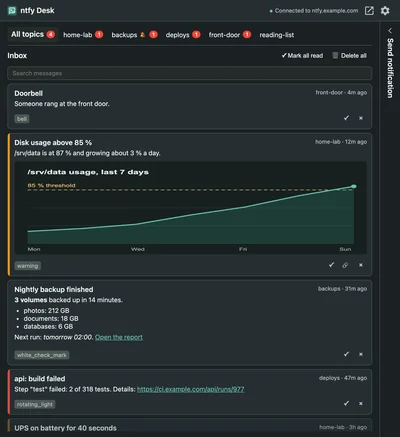 ntfy Desk
Connected to ntfy.example.com
All topics 4 home-lab 1 backups 1 deploys 1 front-door 1 reading-list
Inbox
✔ Mark all read Delete all
Search messages
Doorbell
front-door · 4m ago
Someone rang at the front door.
bell
Disk usage above 85 %
home-lab · 12m ago
/srv/data is at 87 % and growing about 3 % a day.
/srv/data usage, last 7 days
85 % threshold
Mon Wed Fri Sun
warning
Nightly backup finished
backups · 31m ago
3 volumes backed up in 14 minutes.
• photos: 212 GB
• documents: 18 GB
• databases: 6 GB
Next run: tomorrow 02:00. Open the report
white_check_mark
api: build failed
deploys · 47m ago
Step "test" failed: 2 of 318 tests. Details: https://ci.example.com/api/runs/977
rotating_light
UPS on battery for 40 seconds
home-lab · 3h ago
Send notification